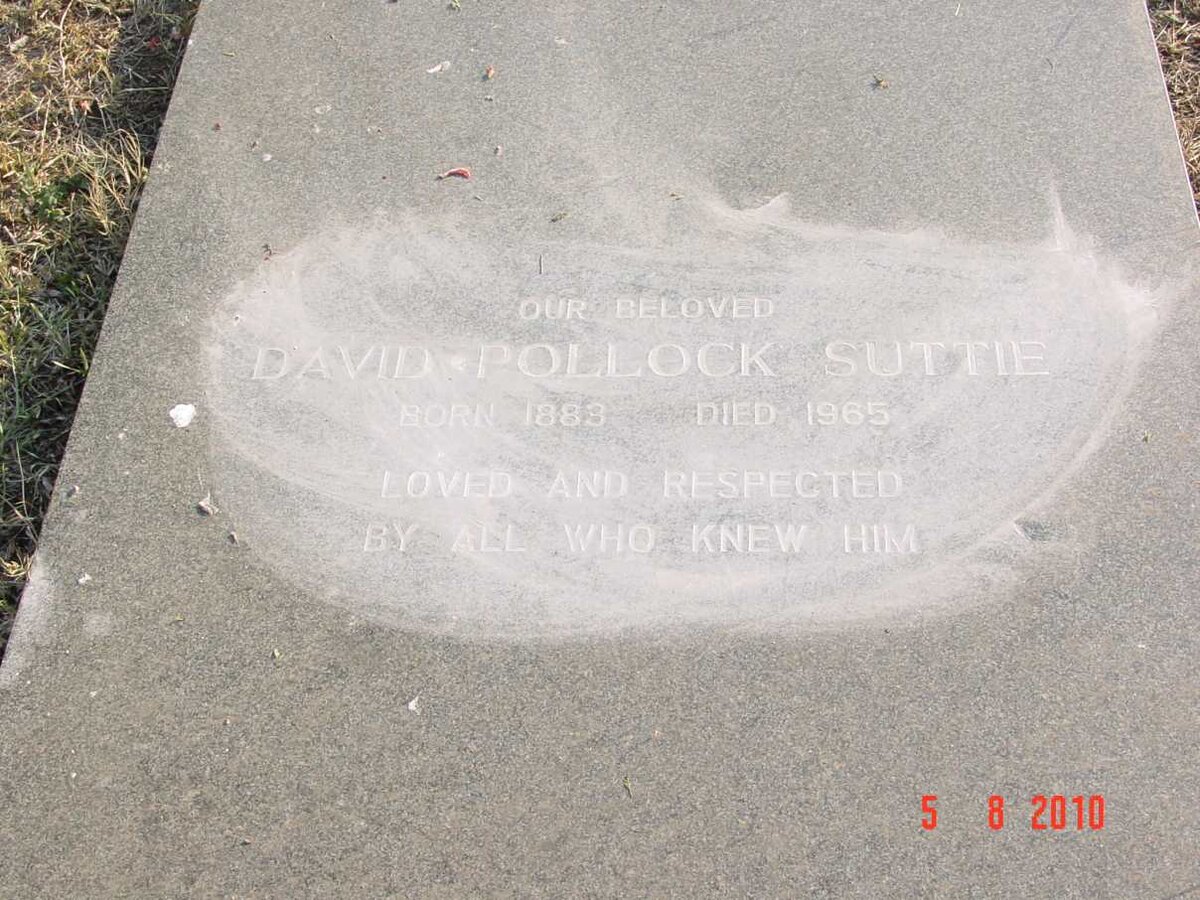 OUR BELOVED
DAVID POLLOCK SUTTIE
BORN 1883 DIED 1965
LOVED AND RESPECTED
BY ALL WHO KNEW HIM
5 8 2010